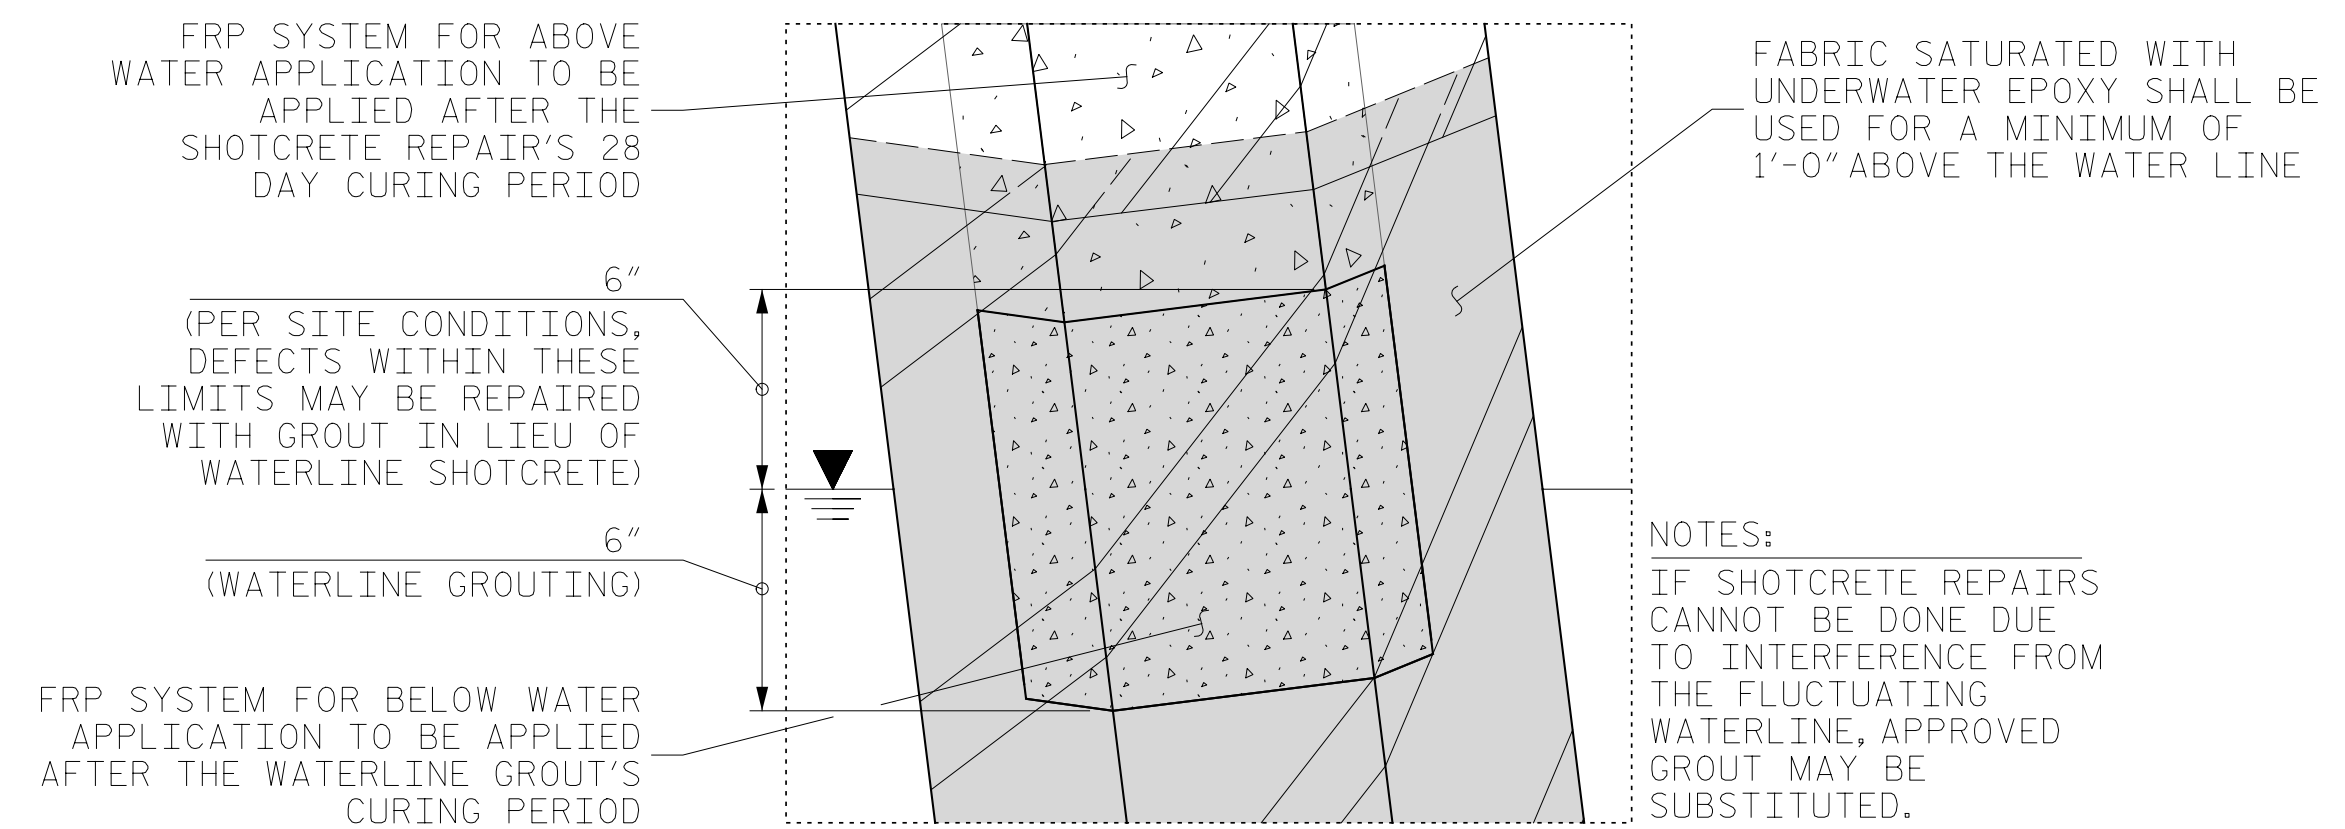 FRP SYSTEM FOR ABOVE
WATER APPLICATION TO BE
APPLIED AFTER THE
SHOTCRETE REPAIR'S 28
DAY CURING PERIOD
6"
(PER SITE CONDITIONS,
DEFECTS WITHIN THESE
LIMITS MAY BE REPAIRED
WITH GROUT IN LIEU OF
WATERLINE SHOTCRETE)
6"
(WATERLINE GROUTING)
FRP SYSTEM FOR BELOW WATER
APPLICATION TO BE APPLIED
AFTER THE WATERLINE GROUT'S
CURING PERIOD
FABRIC SATURATED WITH
UNDERWATER EPOXY SHALL BE
USED FOR A MINIMUM OF
1'-0" ABOVE THE WATER LINE
NOTES:
IF SHOTCRETE REPAIRS
CANNOT BE DONE DUE
TO INTERFERENCE FROM
THE FLUCTUATING
WATERLINE, APPROVED
GROUT MAY BE
SUBSTITUTED.